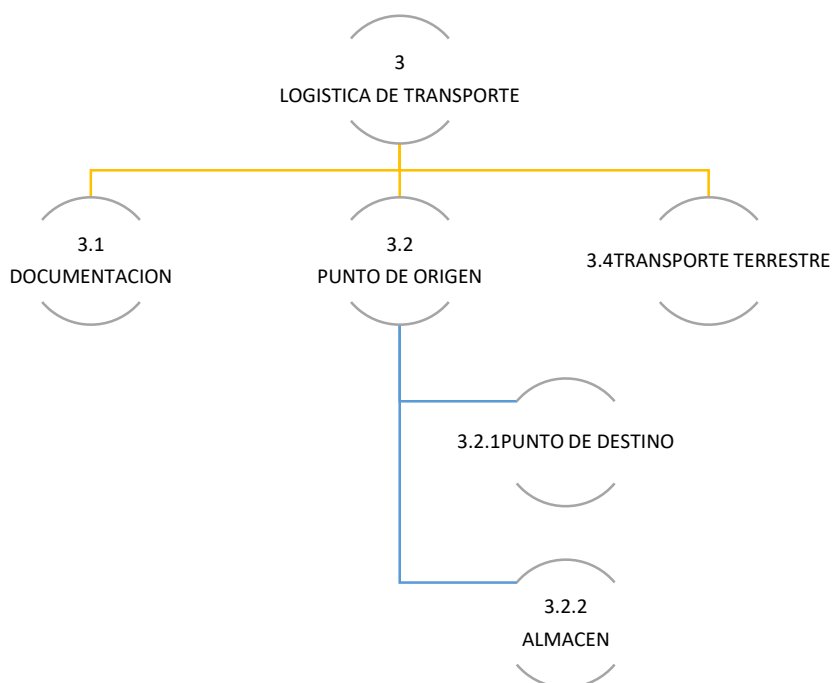 3
LOGISTICA DE TRANSPORTE
3.1
DOCUMENTACION
3.2
PUNTO DE ORIGEN
3.4TRANSPORTE TERRESTRE
3.2.1PUNTO DE DESTINO
3.2.2
ALMACEN